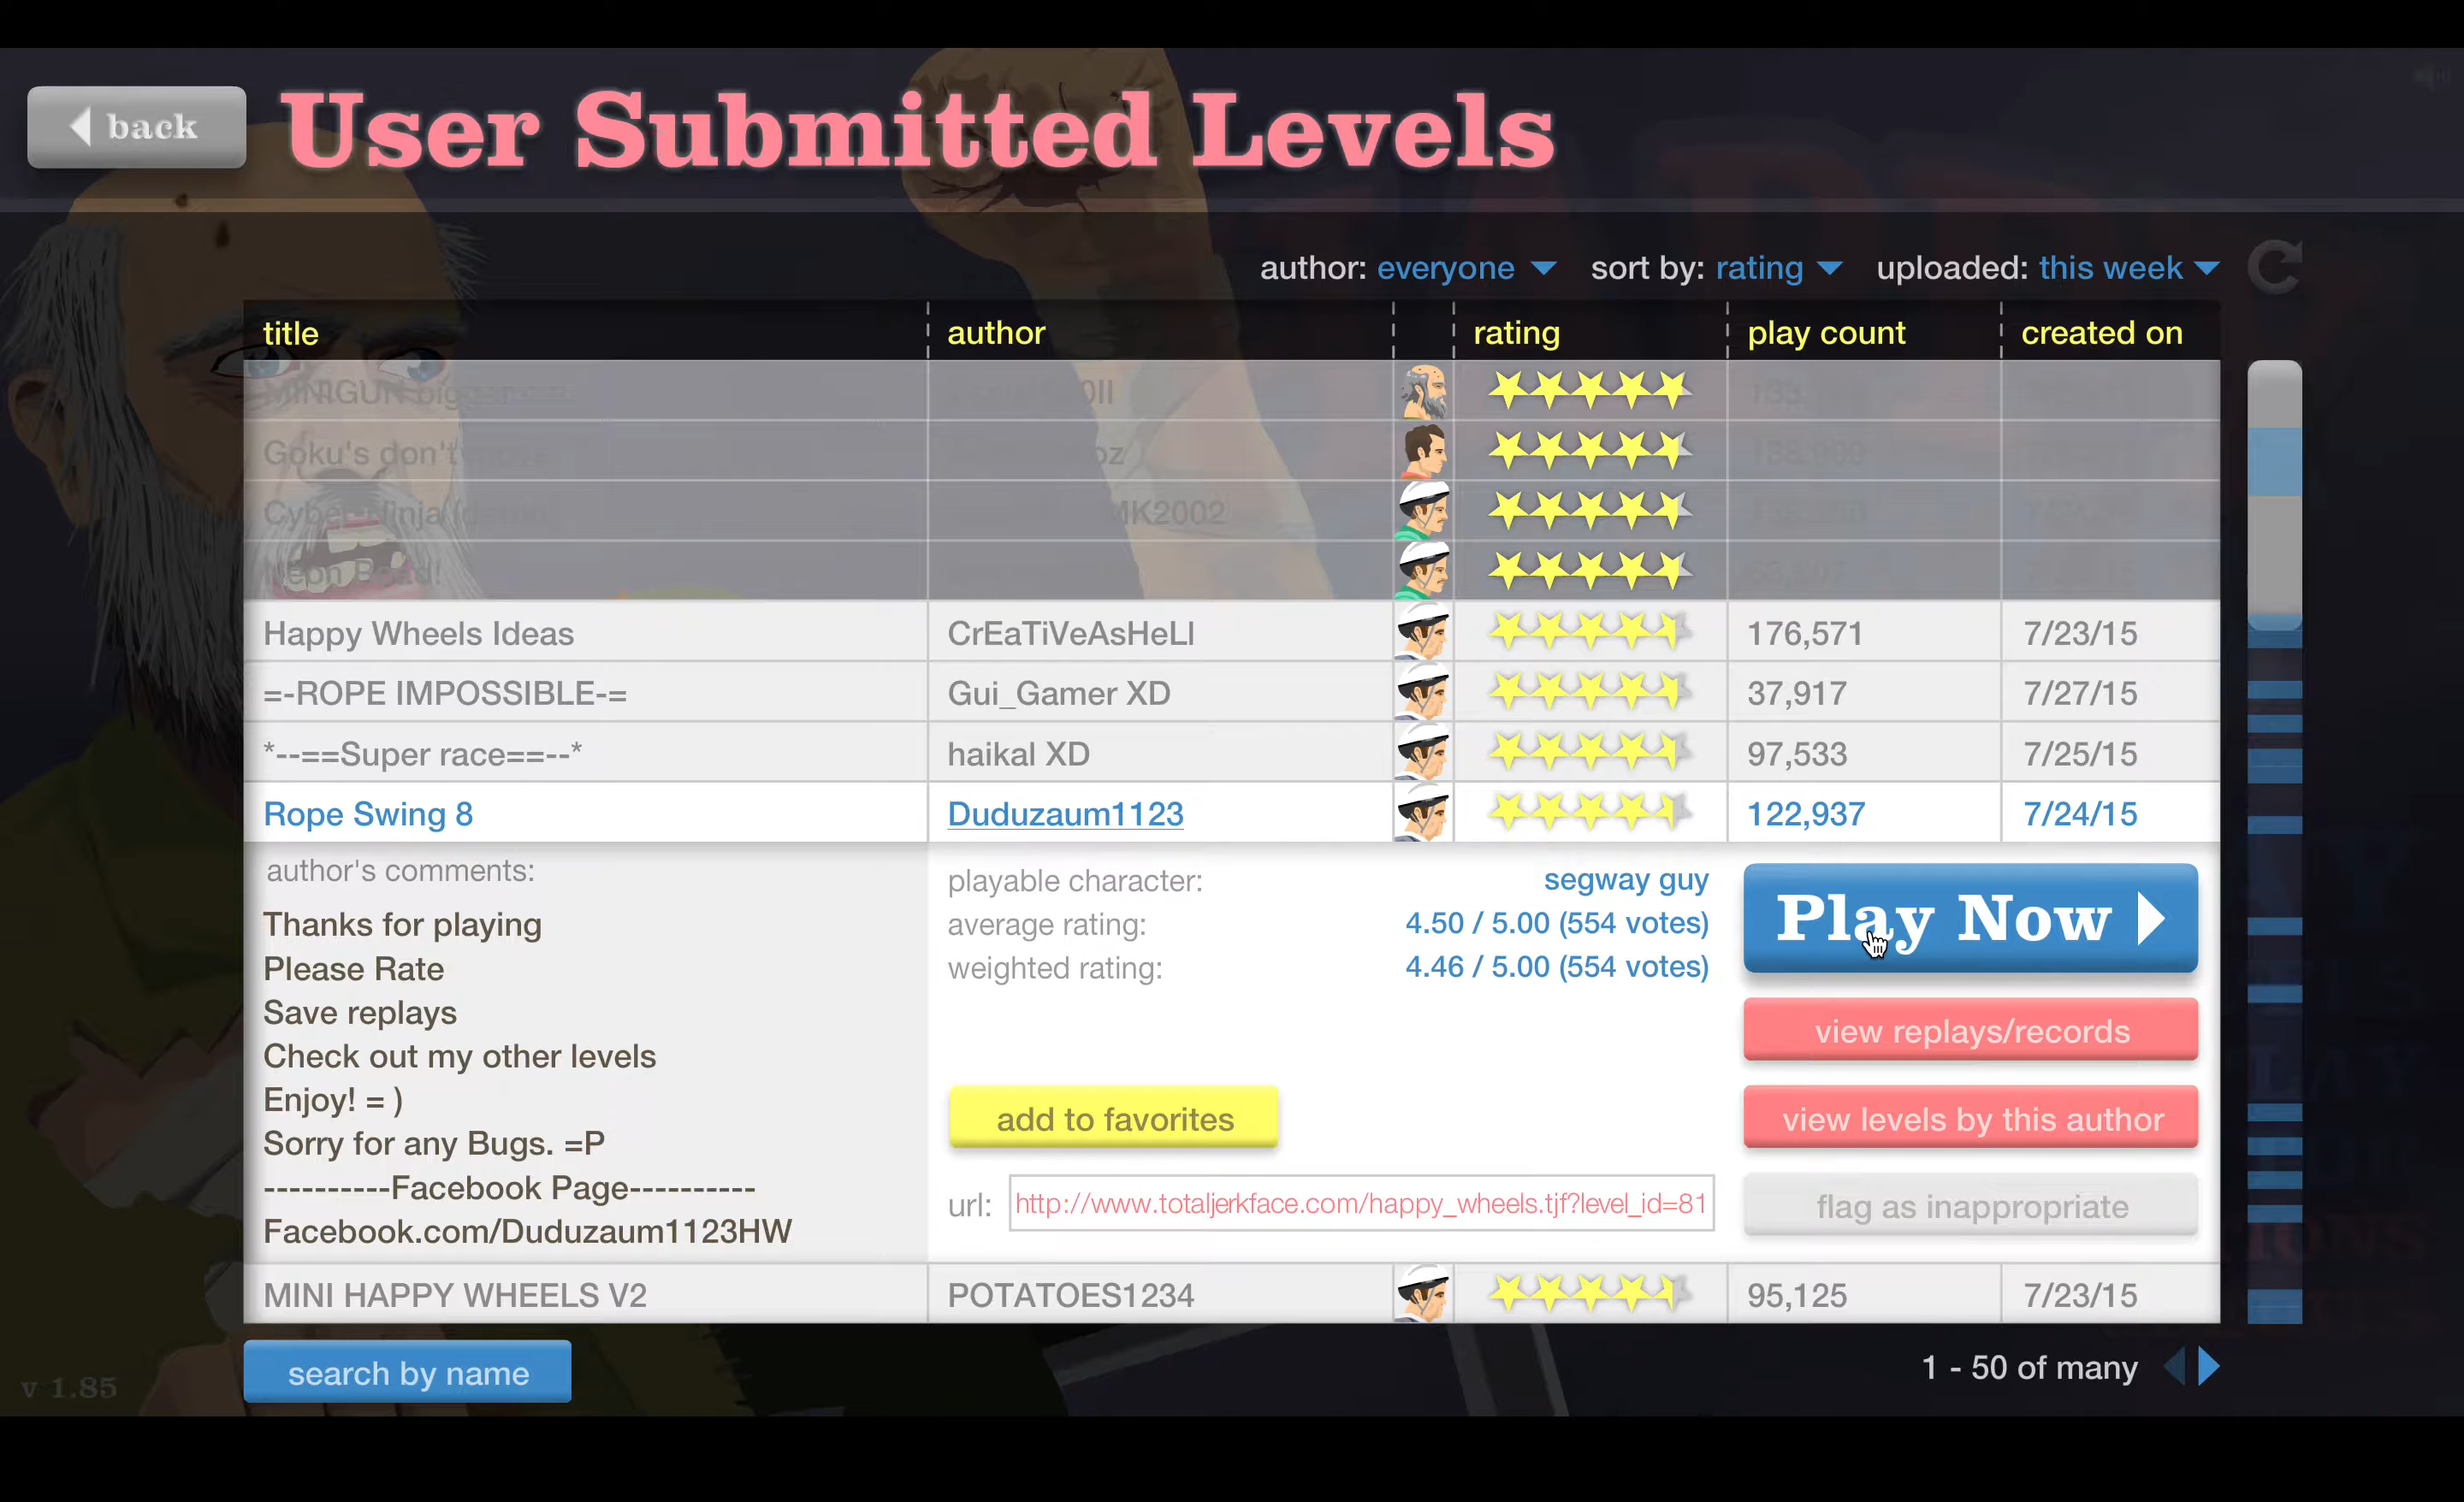 back
User Submitted Levels
author: everyone sort by: rating uploaded: this week
title author rating play count created on
MINIGUN
Goku's don't
MK2002
Happy Wheels Ideas CrEaTiVeAsHeLl 176,571 7/23/15
=-ROPE IMPOSSIBLE-= Gui_Gamer XD 37,917 7/27/15
*--==Super race==--* haikal XD 97,533 7/25/15
Rope Swing 8 Duduzaum1123 122,937 7/24/15
author's comments:
Thanks for playing
Please Rate
Save replays
Check out my other levels
Enjoy! = )
Sorry for any Bugs. =P
----------Facebook Page----------
Facebook.com/Duduzaum1123HW
playable character: segway guy
average rating: 4.50 / 5.00 (554 votes)
weighted rating: 4.46 / 5.00 (554 votes)
add to favorites
url: http://www.totaljerkface.com/happy_wheels.tjf?level_id=81
Play Now
view replays/records
view levels by this author
flag as inappropriate
MINI HAPPY WHEELS V2 POTATOES1234 95,125 7/23/15
search by name
1 - 50 of many
v 1.85